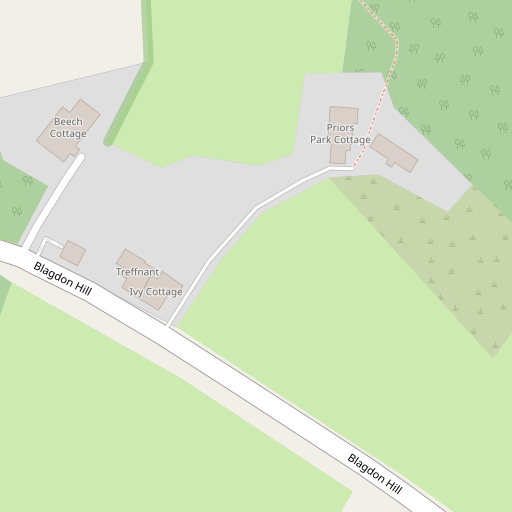 Beech
Cottage
Priors
Park Cottage
Treffnant
Ivy Cottage
Blagdon Hill
Blagdon Hill